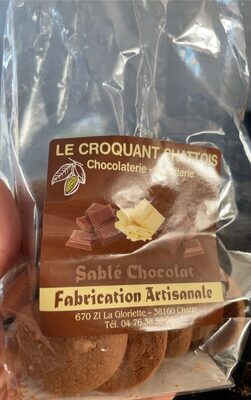 LE CROQUANT CHATTOIS
Chocolaterie -
Sablé Chocolat
Fabrication Artisanale
670 ZI La Gloriette - 38160 Chatte
Tél. 04 76 38 50